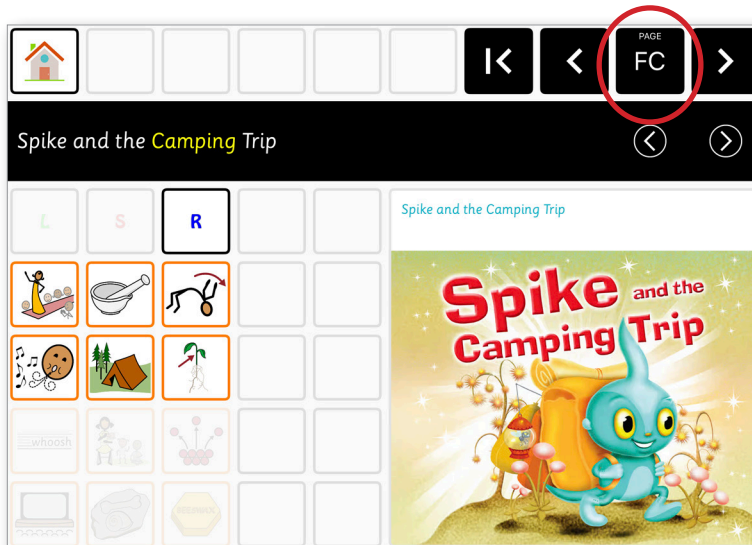 PAGE
FC
Spike and the Camping Trip
L S R
Spike and the Camping Trip
Spike and the
Camping Trip
whoosh